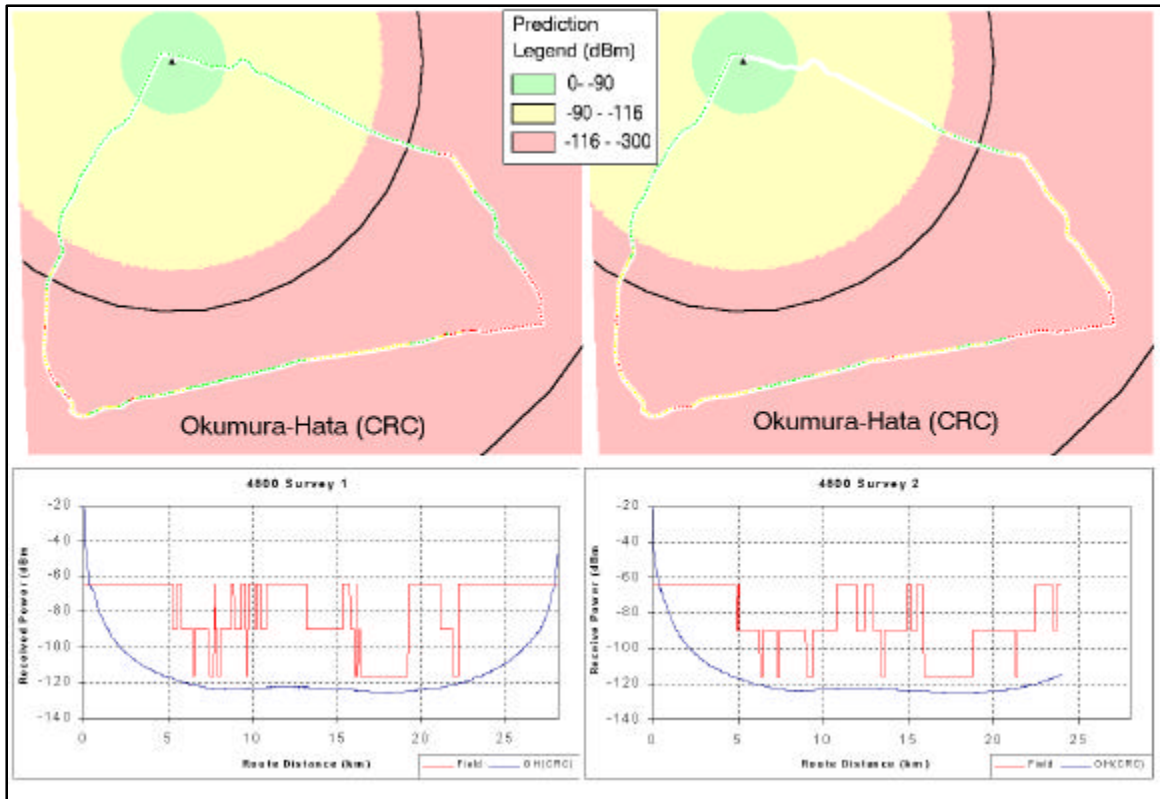 Prediction
Legend (dBm)
0- -90
-90 - -116
-116 - -300
Okumura-Hata (CRC)
Okumura-Hata (CRC)
4800 Survey 1
-20
-40
-60
-80
-100
-120
-140
Received Power (dBm
0 5 10 15 20 25
Route Distance (km)
Field OH(CRC)
4800 Survey 2
-20
-40
-60
-80
-100
-120
-140
Receive Power (dBm
0 5 10 15 20 25
Route Distance (km)
Field OH(CRC)